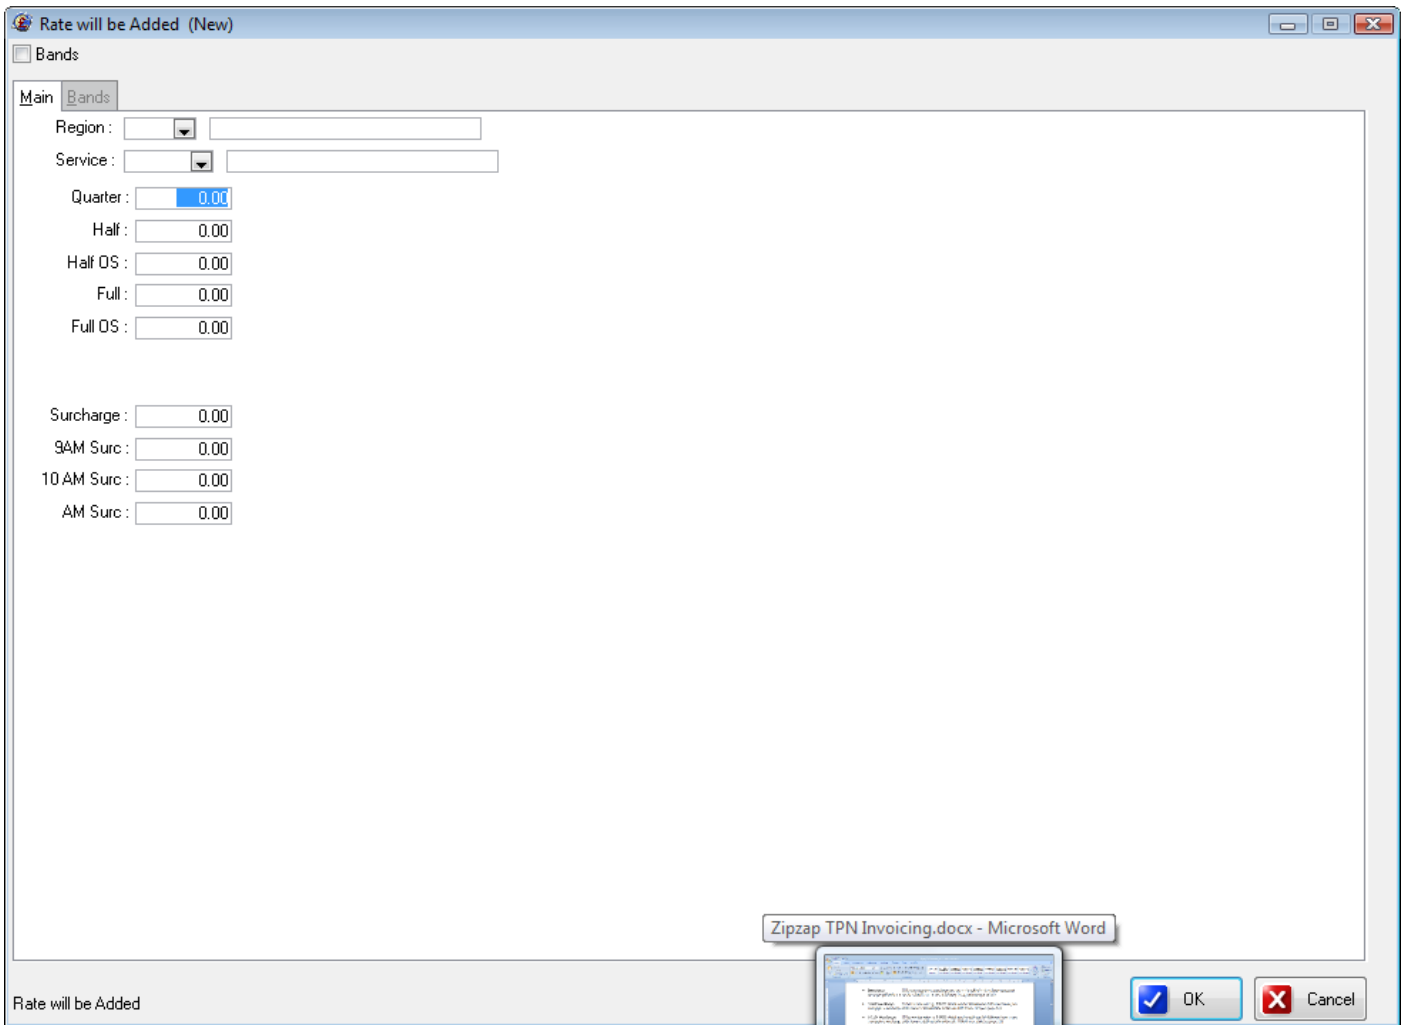 Rate will be Added (New)
Bands
Main Bands
Region :
Service :
Quarter : 0.00
Half : 0.00
Half OS : 0.00
Full : 0.00
Full OS : 0.00
Surcharge : 0.00
9AM Surc : 0.00
10 AM Surc : 0.00
AM Surc : 0.00
Zipzap TPN Invoicing.docx - Microsoft Word
Rate will be Added
OK
Cancel